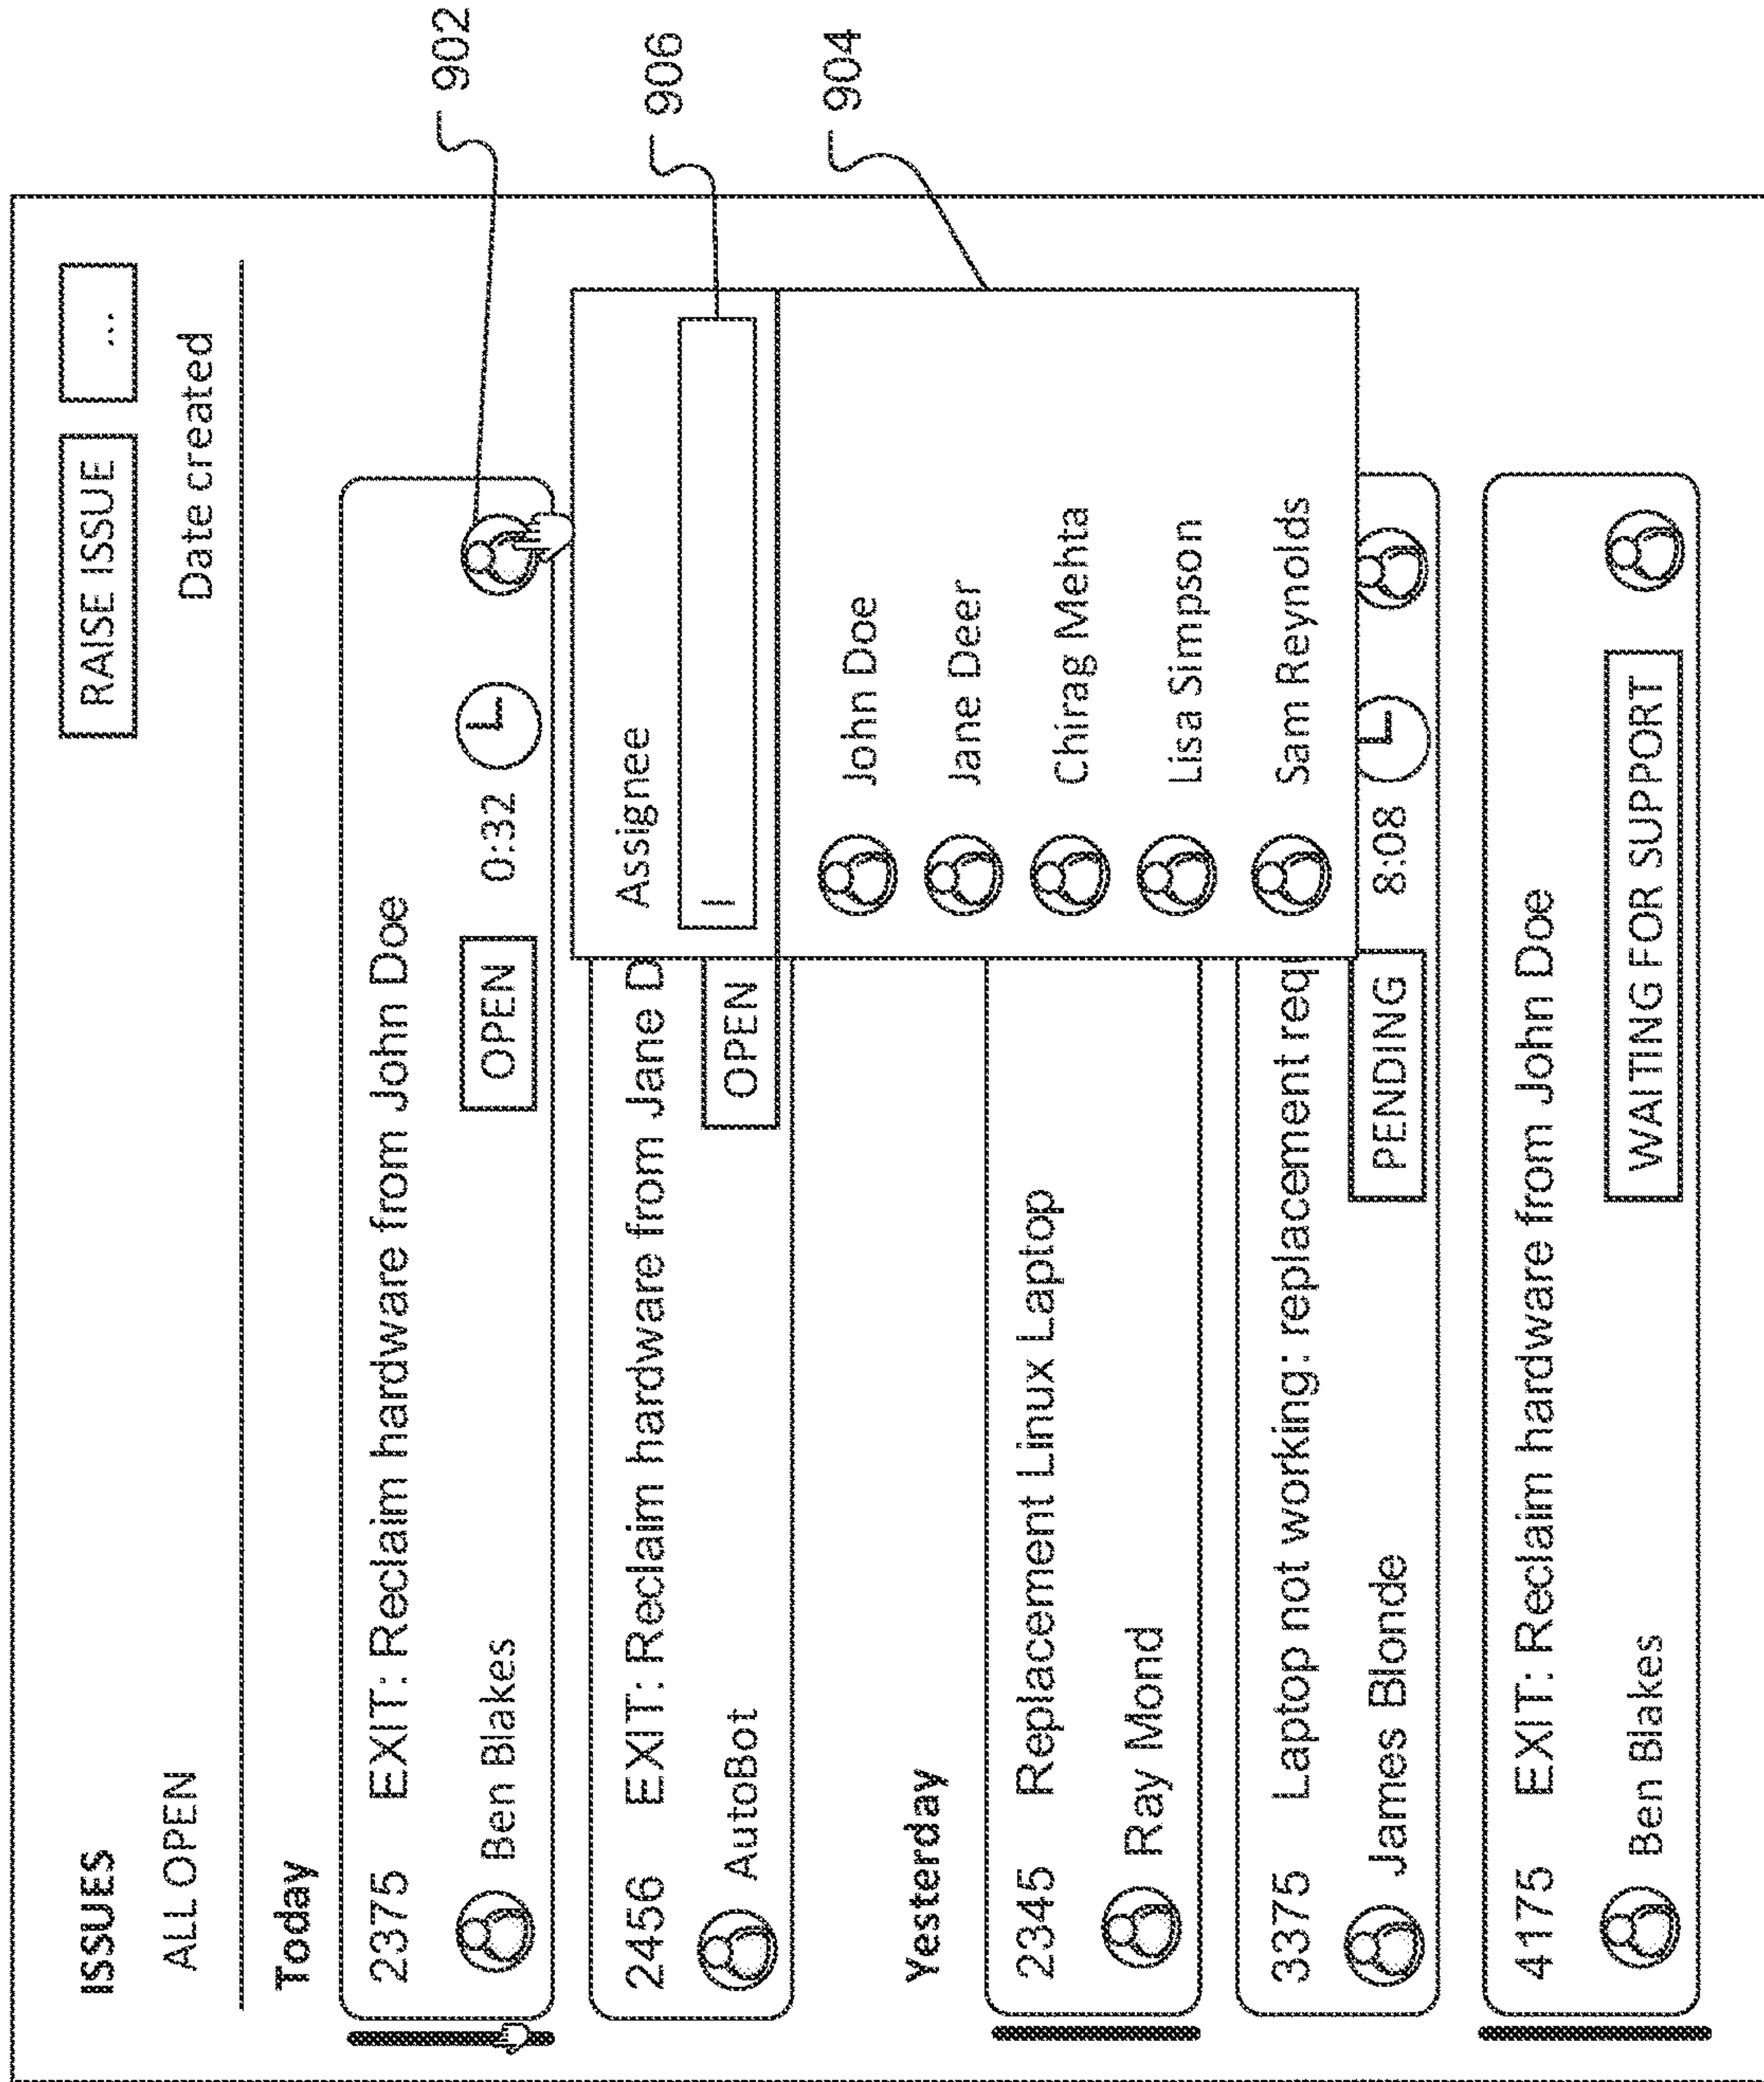 ISSUES RAISE ISSUE ...
ALL OPEN Date created
Today
2375 EXIT: Reclaim hardware from John Doe
Ben Blakes OPEN 0:32
902
2456 EXIT: Reclaim hardware from Jane D
AutoBot OPEN
Assignee
906
John Doe
904
Jane Deer
Chirag Mehta
Lisa Simpson
Sam Reynolds
Yesterday
2345 Replacement Linux Laptop
Ray Mond
3375 Laptop not working: replacement req
James Blonde PENDING 8:08
4175 EXIT: Reclaim hardware from John Doe
Ben Blakes WAITING FOR SUPPORT